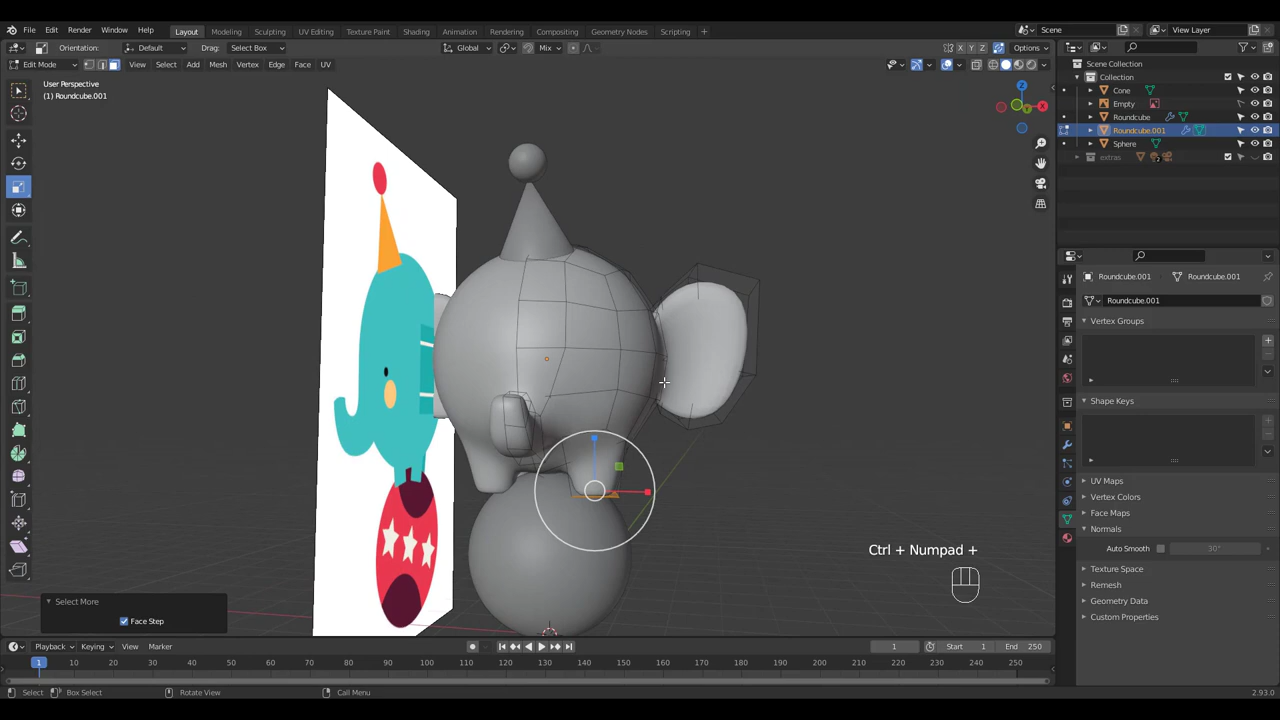 File Edit Render Window Help Layout Modeling Sculpting UV Editing Texture Paint Shading Animation Rendering Compositing Geometry Nodes Scripting + Scene View Layer
Orientation: Default Drag: Select Box Global Mix X Y Z Options
Edit Mode View Select Add Mesh Vertex Edge Face UV
User Perspective
(1) Roundcube.001
Z
X
Y
Scene Collection
Collection
Cone
Empty
Roundcube
Roundcube.001
Sphere
extras
2
Roundcube.001 Roundcube.001
Roundcube.001
Vertex Groups
Shape Keys
UV Maps
Vertex Colors
Face Maps
Normals
Auto Smooth 30°
Texture Space
Remesh
Geometry Data
Custom Properties
Ctrl + Numpad +
Select More
Face Step
Playback Keying View Marker 1 Start 1 End 250
1 10 20 30 40 50 60 70 80 90 100 110 120 130 140 150 160 170 180 190 200 210 220 230 240 250
Select Box Select Rotate View Call Menu 2.93.0